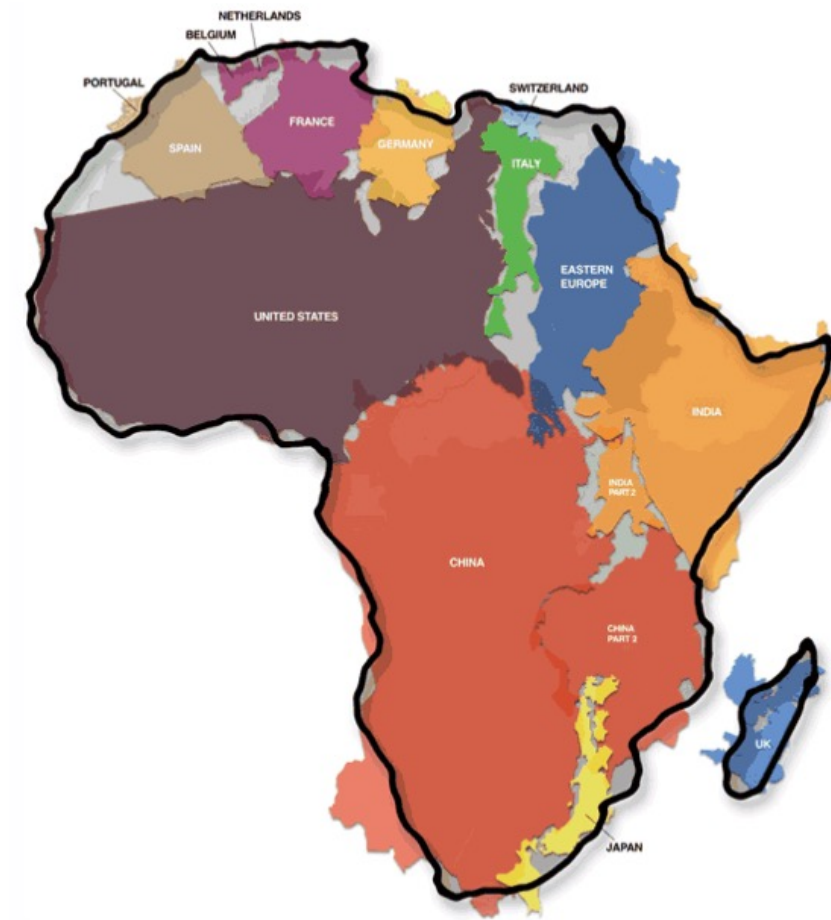 NETHERLANDS
BELGIUM
PORTUGAL
SWITZERLAND
SPAIN
FRANCE
GERMANY
ITALY
EASTERN
EUROPE
UNITED STATES
INDIA
INDIA
PART 2
CHINA
CHINA
PART 2
UK
JAPAN